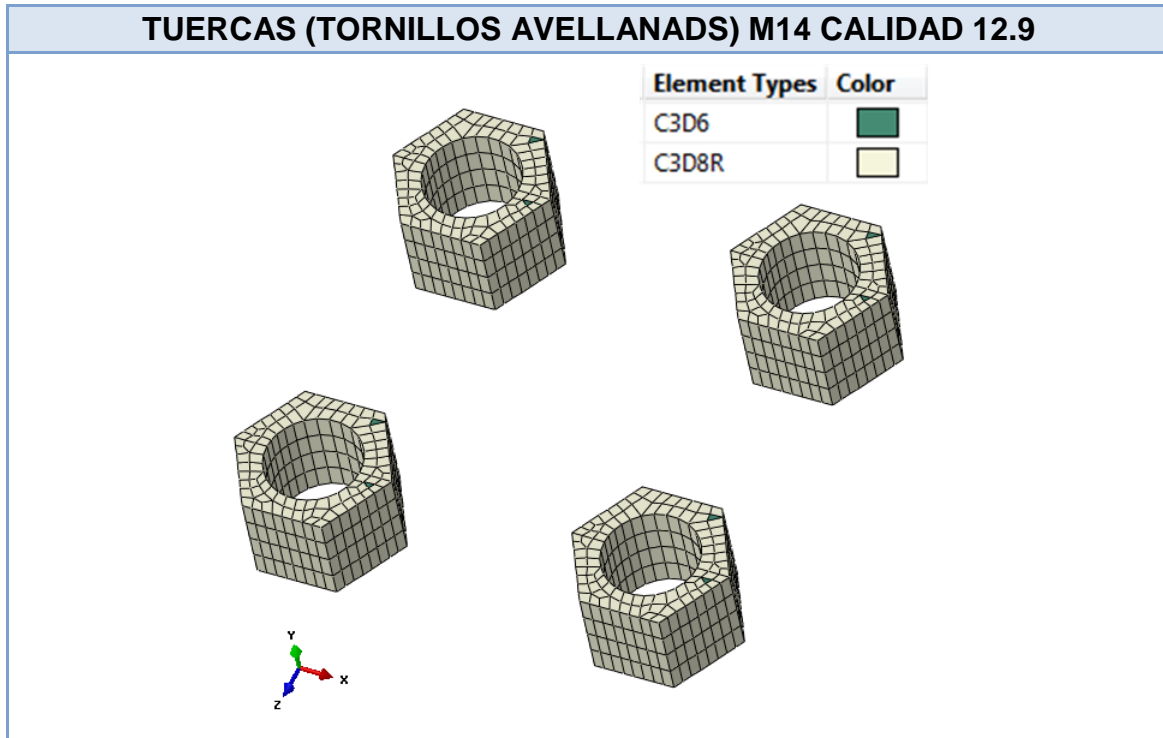 TUERCAS (TORNILLOS AVELLANADS) M14 CALIDAD 12.9
Element Types Color
C3D6
C3D8R
Y
X
Z